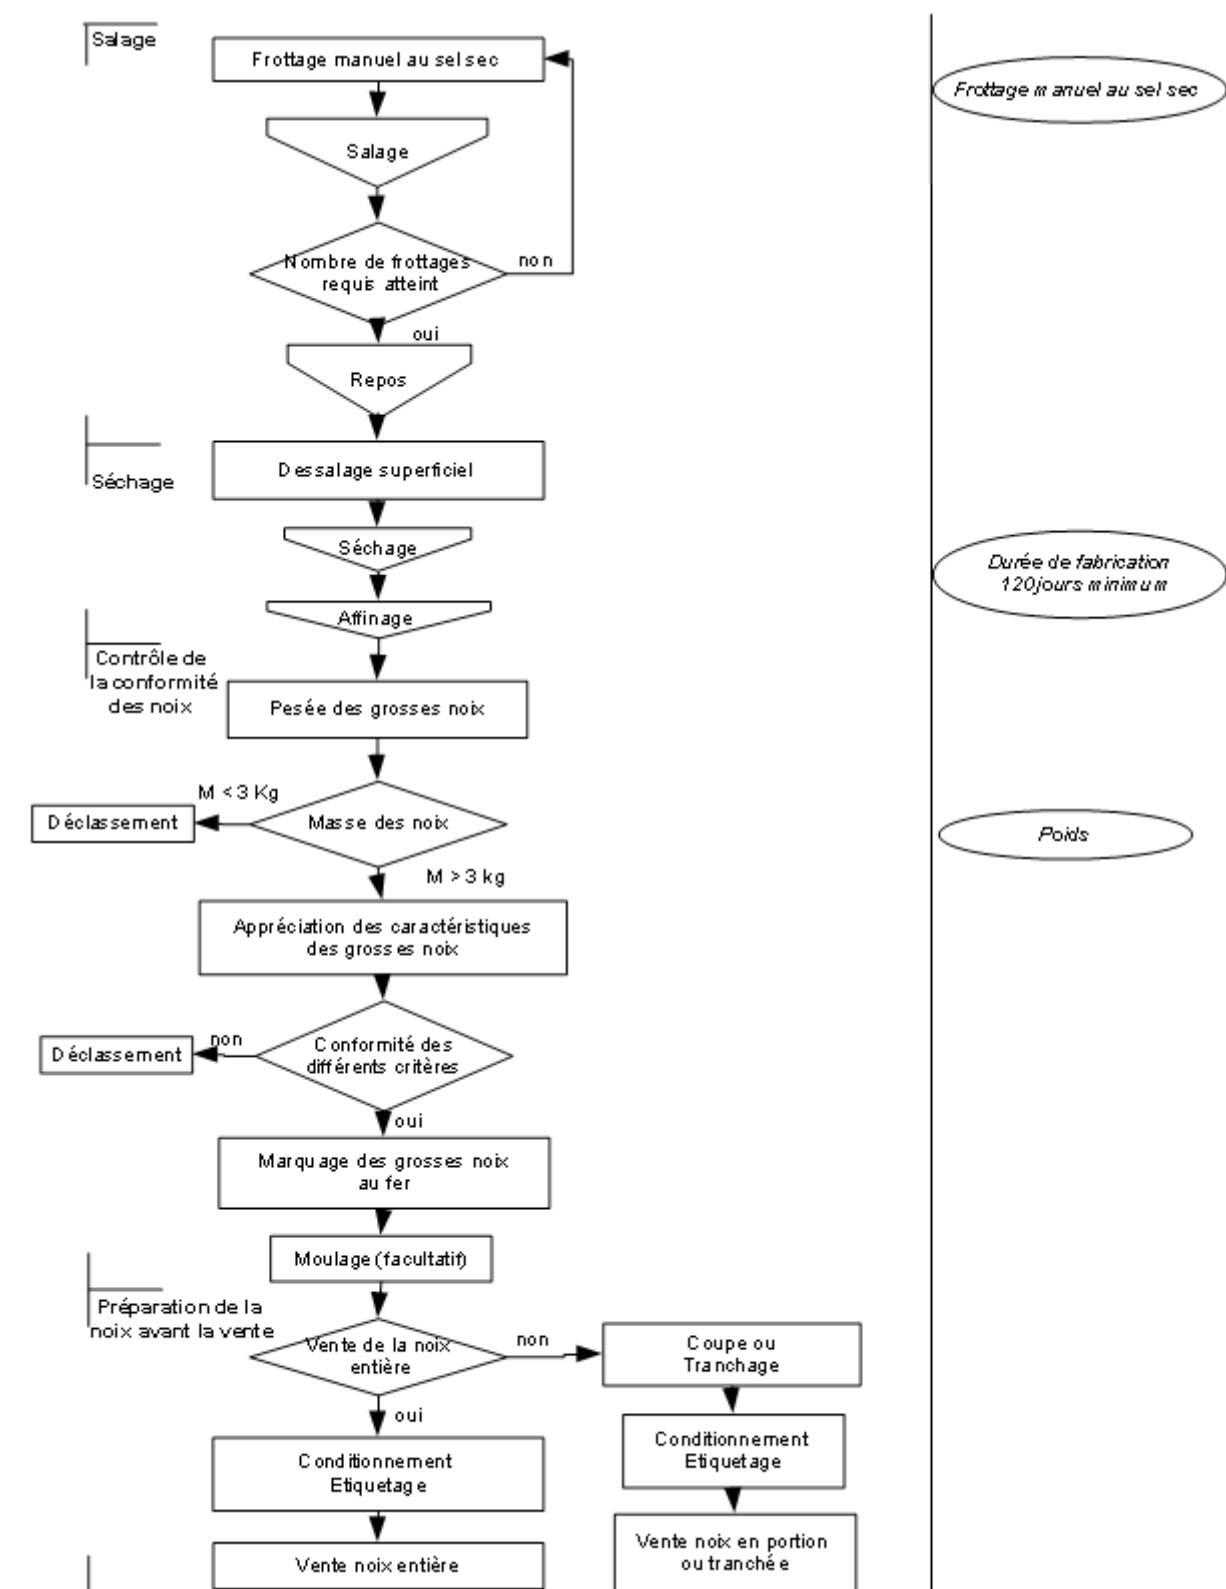 Salage
Frottage manuel au sel sec
Frottage manuel au sel sec
Salage
Nombre de frottages
requis atteint
non
oui
Repos
Séchage
Dessalage superficiel
Séchage
Durée de fabrication
120 jours minimum
Affinage
Contrôle de
la conformité
des noix
Pesée des grosses noix
M < 3 Kg
Déclassement
Masse des noix
Poids
M > 3 kg
Appréciation des caractéristiques
des grosses noix
Déclassement
non
Conformité des
différents critères
oui
Marquage des grosses noix
au fer
Moulage (facultatif)
Préparation de la
noix avant la vente
Vente de la noix
entière
non
Coupe ou
Tranchage
oui
Conditionnement
Etiquetage
Conditionnement
Etiquetage
Vente noix entière
Vente noix en portion
ou tranchée